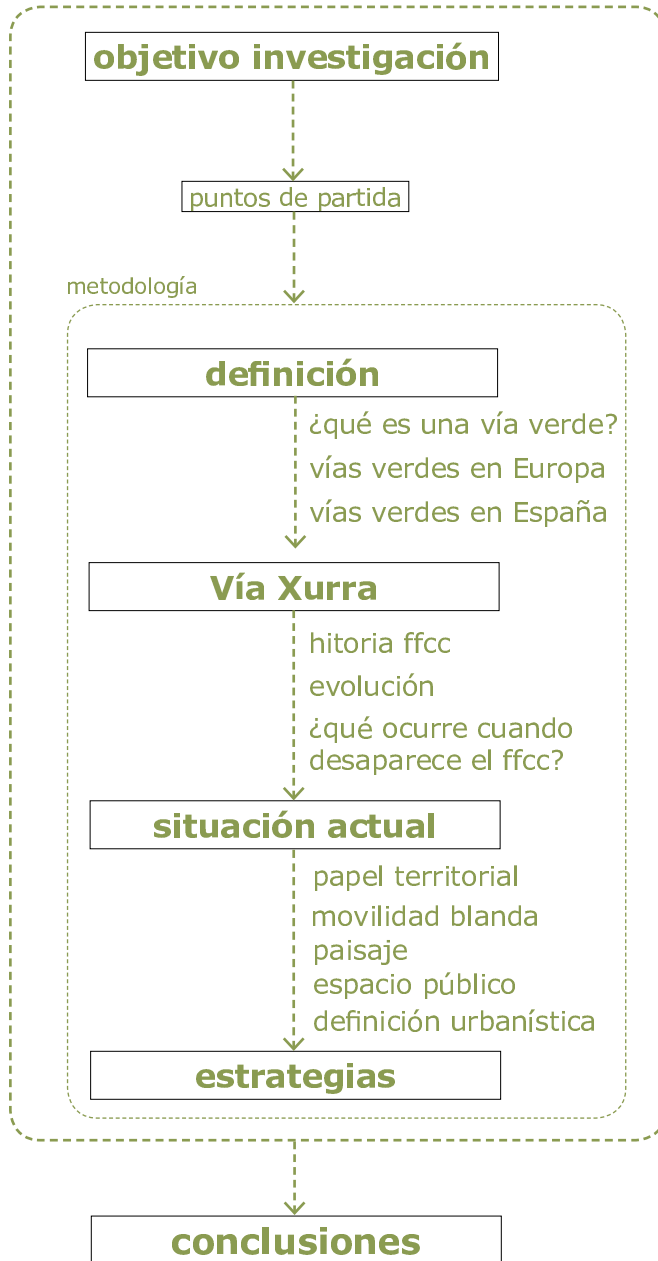 objetivo investigación
puntos de partida
metodología
definición
¿qué es una vía verde?
vías verdes en Europa
vías verdes en España
Vía Xurra
hitoria ffcc
evolución
¿qué ocurre cuando
desaparece el ffcc?
situación actual
papel territorial
movilidad blanda
paisaje
espacio público
definición urbanística
estrategias
conclusiones